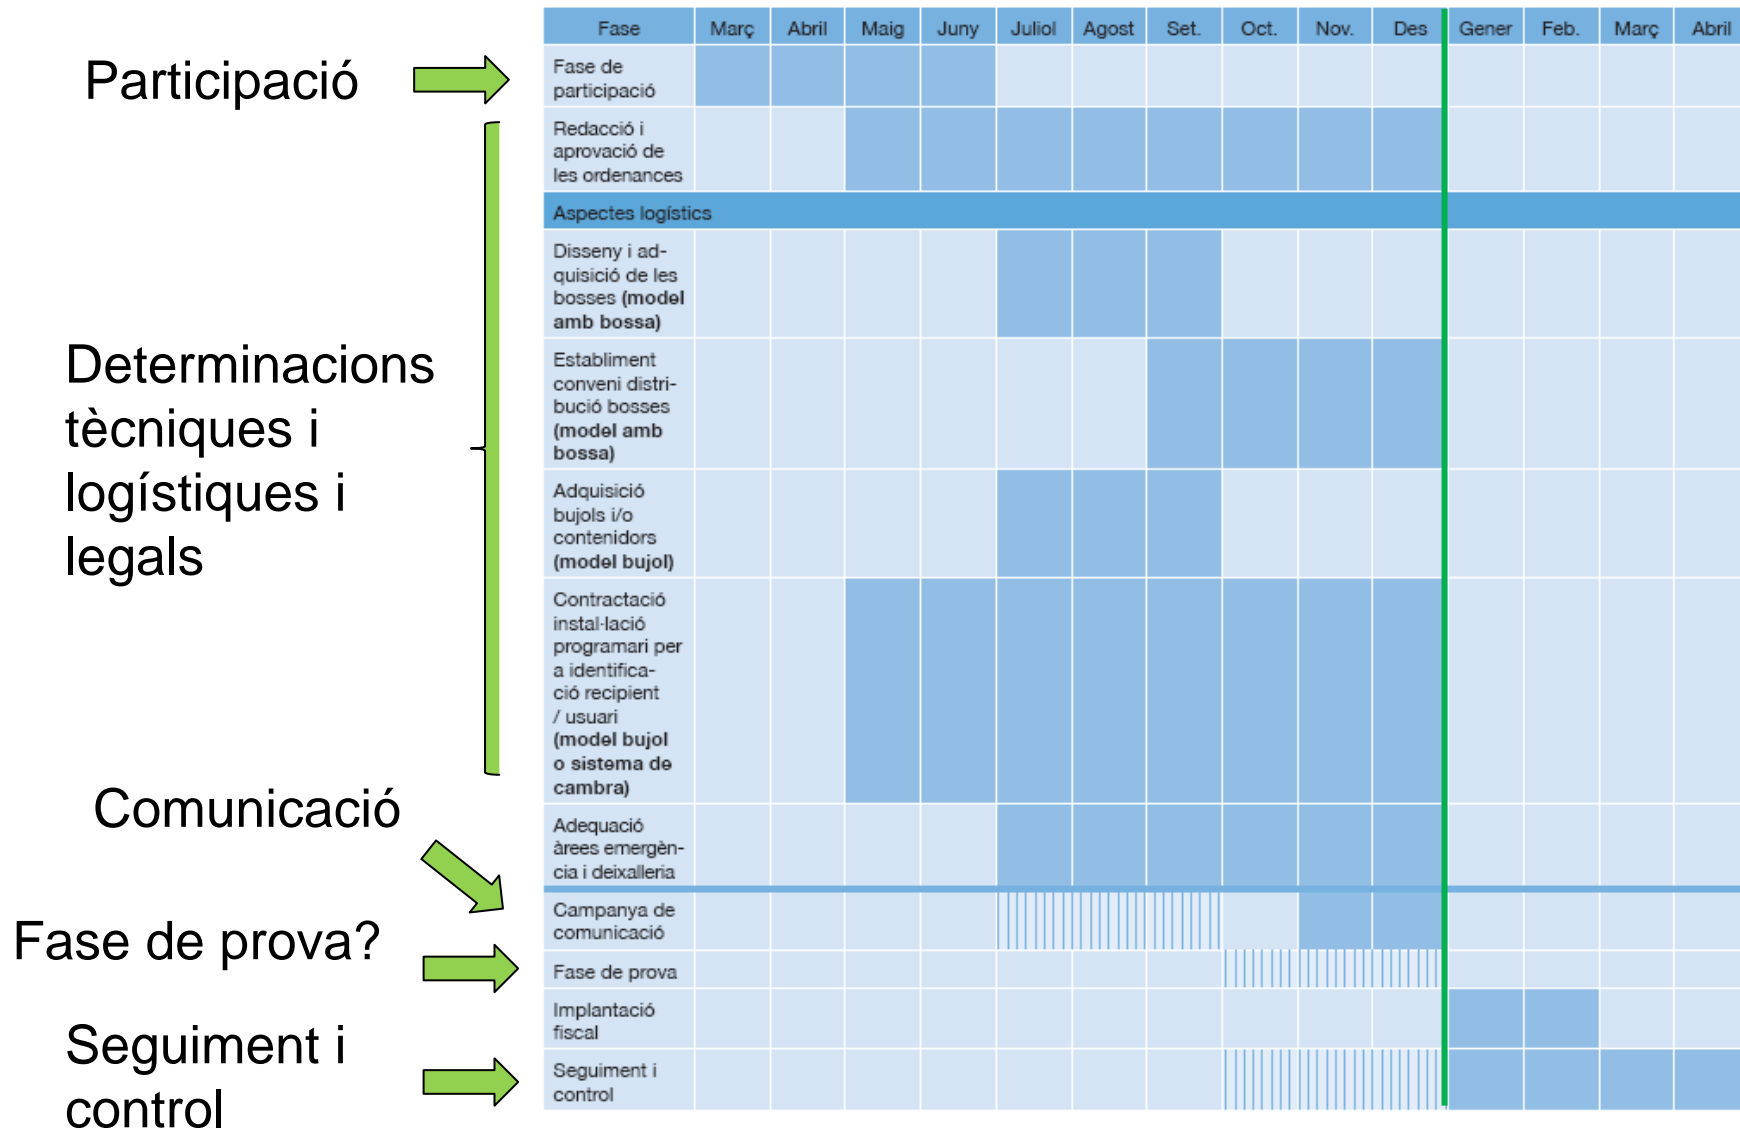 Participació
Determinacions
tècniques i
logístiques i
legals
Comunicació
Fase de prova?
Seguiment i
control
Fase Març Abril Maig Juny Juliol Agost Set. Oct. Nov. Des Gener Feb. Març Abril
Fase de
participació
Redacció i
aprovació de
les ordenances
Aspectes logístics
Disseny i ad-
quisició de les
bosses (model
amb bossa)
Establiment
conveni distri-
bució bosses
(model amb
bossa)
Adquisició
bujols i/o
contenidors
(model bujol)
Contractació
instal·lació
programari per
a identifica-
ció recipient
/ usuari
(model bujol
o sistema de
cambra)
Adequació
àrees emergèn-
cia i deixalleria
Campanya de
comunicació
Fase de prova
Implantació
fiscal
Seguiment i
control